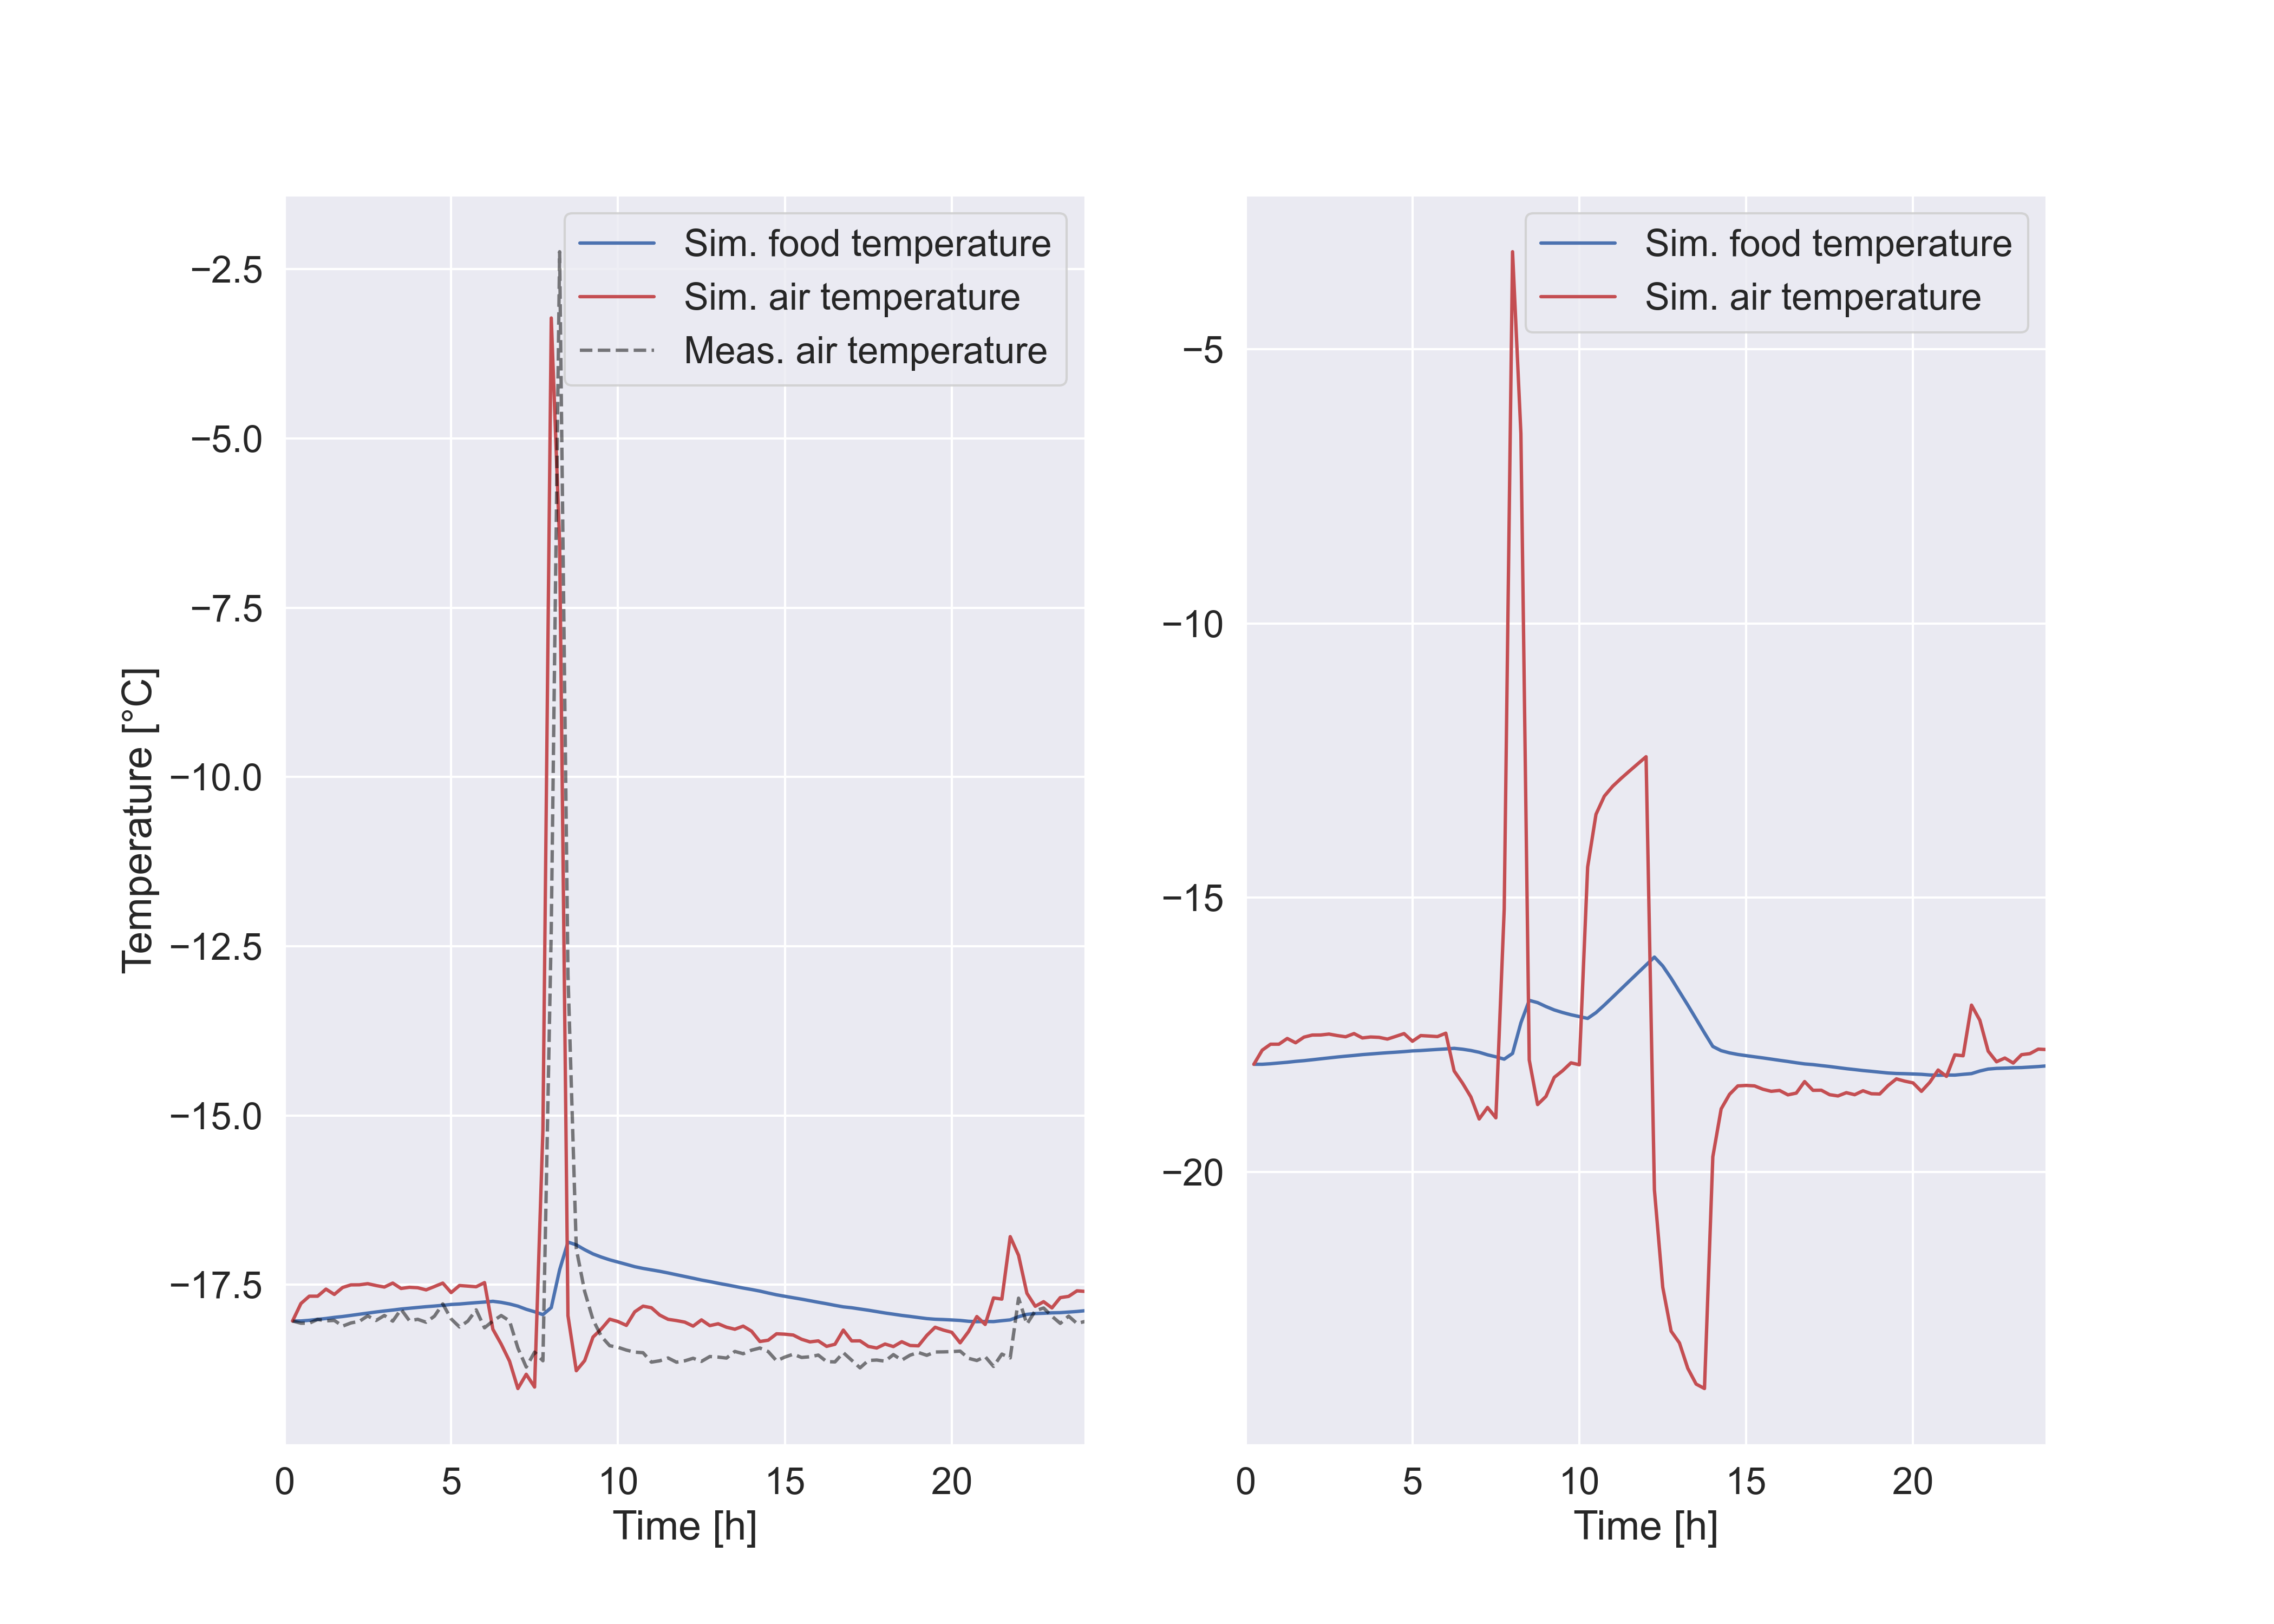 Temperature [°C]
−2.5
−5.0
−7.5
−10.0
−12.5
−15.0
−17.5
Sim. food temperature
Sim. air temperature
Meas. air temperature
0 5 10 15 20
Time [h]
−5
−10
−15
−20
Sim. food temperature
Sim. air temperature
0 5 10 15 20
Time [h]